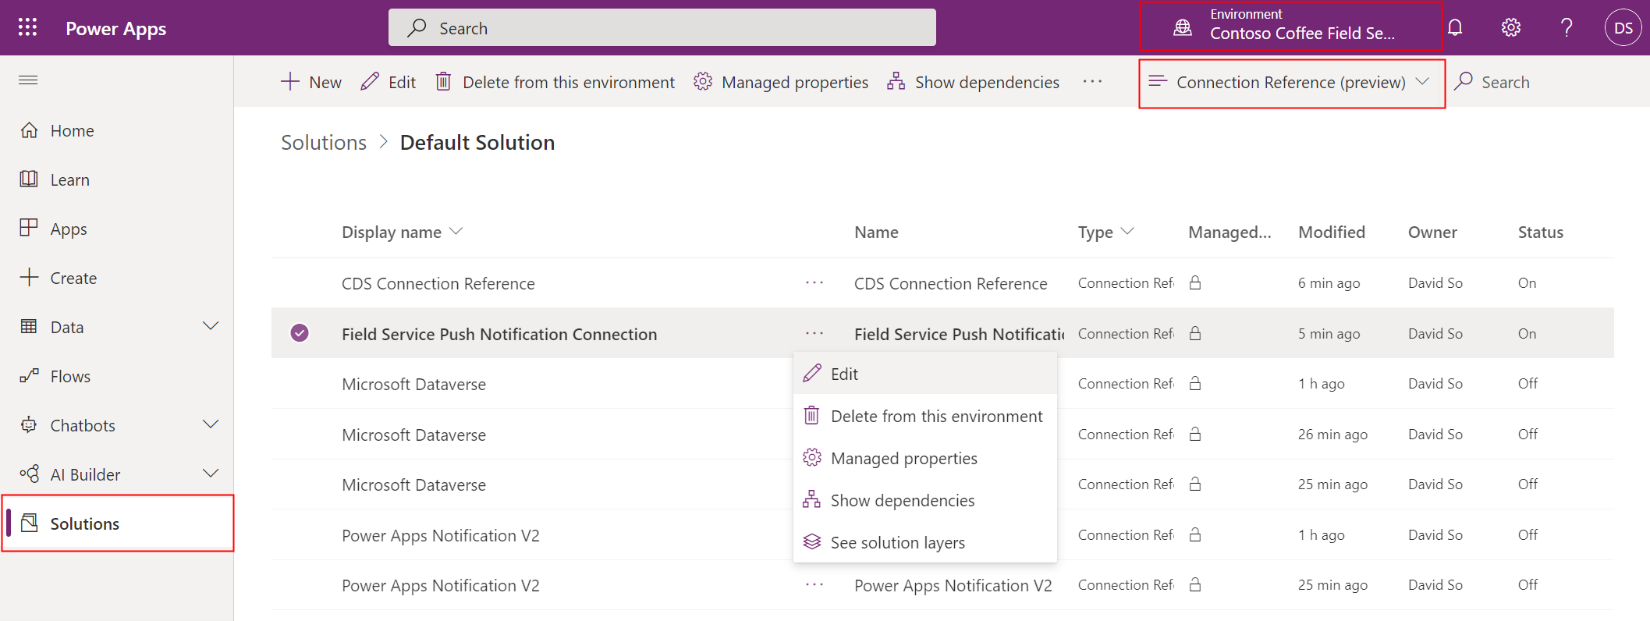 Power Apps
Search
Environment
Contoso Coffee Field Se...
?
DS
New
Edit
Delete from this environment
Managed properties
Show dependencies
...
Connection Reference (preview)
Search
Home
Learn
Apps
Create
Data
Flows
Chatbots
AI Builder
Solutions
Solutions > Default Solution
Display name Name Type Managed... Modified Owner Status
CDS Connection Reference ... CDS Connection Reference Connection Ref 6 min ago David So On
Field Service Push Notification Connection ... Field Service Push Notificati Connection Ref 5 min ago David So On
Microsoft Dataverse Connection Ref 1 h ago David So Off
Microsoft Dataverse Connection Ref 26 min ago David So Off
Microsoft Dataverse Connection Ref 25 min ago David So Off
Power Apps Notification V2 Connection Ref 1 h ago David So Off
Power Apps Notification V2 ... Power Apps Notification V2 Connection Ref 25 min ago David So Off
Edit
Delete from this environment
Managed properties
Show dependencies
See solution layers